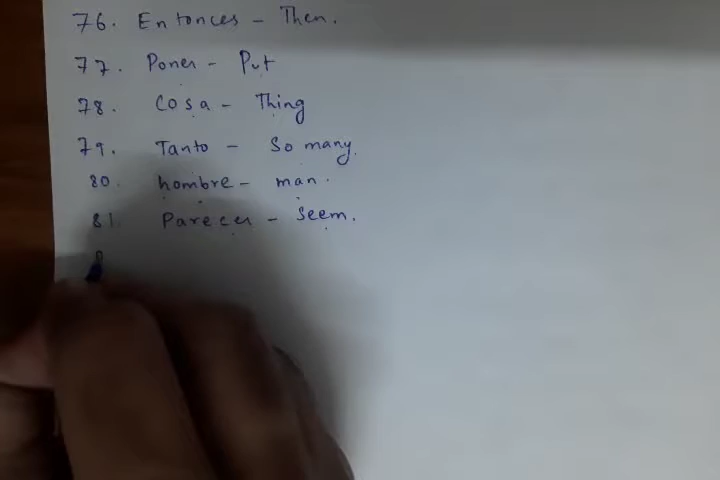 76. Entonces - Then.
77. Poner - Put
78. Cosa - Thing
79. Tanto - So many.
80. hombre - man.
81. Parecer - Seem.
8